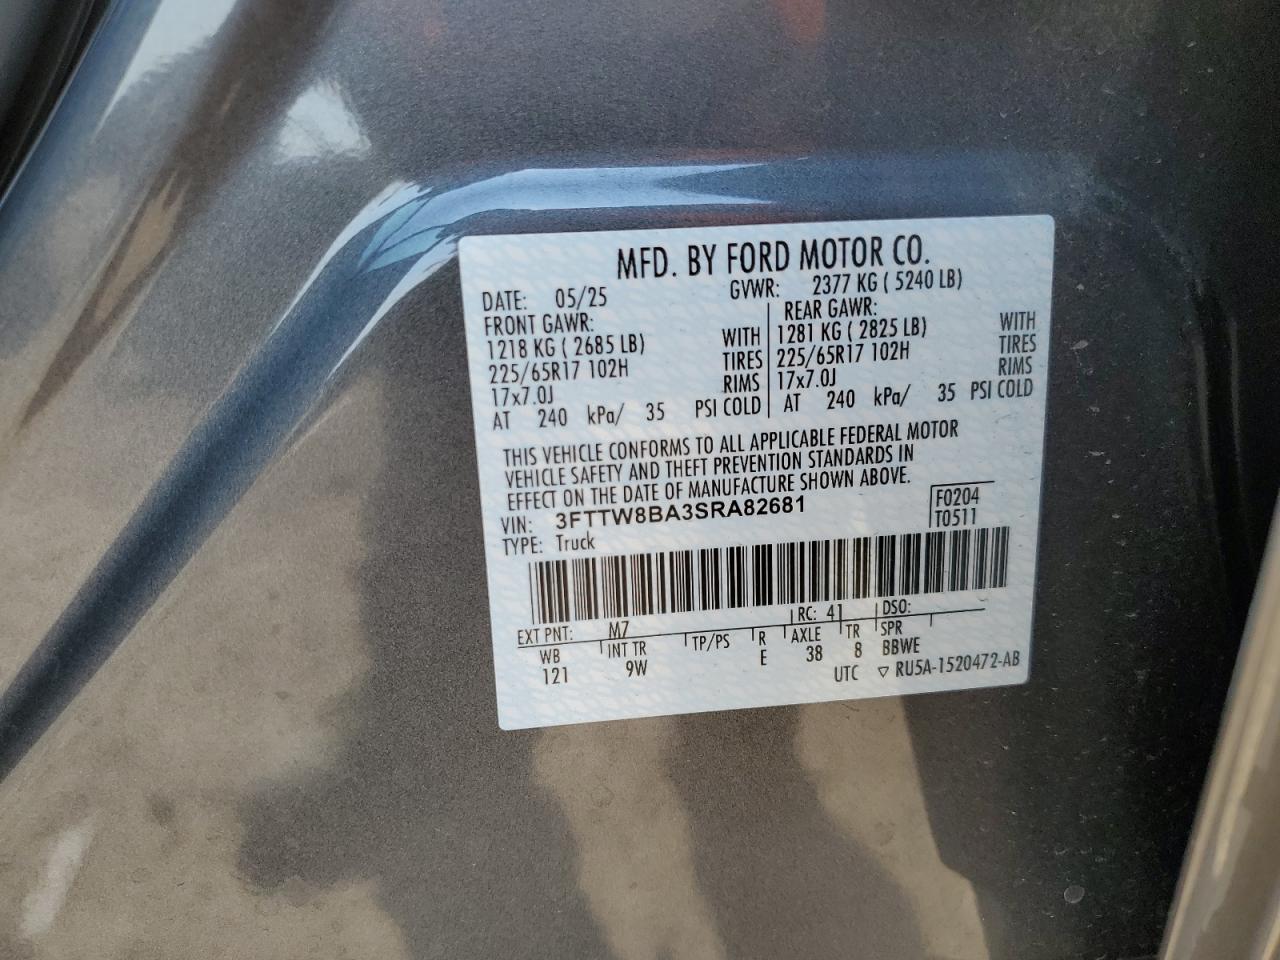 MFD. BY FORD MOTOR CO.
DATE: 05/25 GVWR: 2377 KG ( 5240 LB)
FRONT GAWR:
1218 KG ( 2685 LB) WITH
225/65R17 102H TIRES
17x7.0J RIMS
AT 240 kPa/ 35 PSI COLD
REAR GAWR:
1281 KG ( 2825 LB) WITH
225/65R17 102H TIRES
17x7.0J RIMS
AT 240 kPa/ 35 PSI COLD
THIS VEHICLE CONFORMS TO ALL APPLICABLE FEDERAL MOTOR
VEHICLE SAFETY AND THEFT PREVENTION STANDARDS IN
EFFECT ON THE DATE OF MANUFACTURE SHOWN ABOVE.
VIN: 3FTTW8BA3SRA82681
TYPE: Truck
F0204
T0511
EXT PNT: M7 RC: 41 DSO:
WB INT TR TP/PS R AXLE TR SPR
121 9W E 38 8 BBWE
UTC ▽ RU5A-1520472-AB